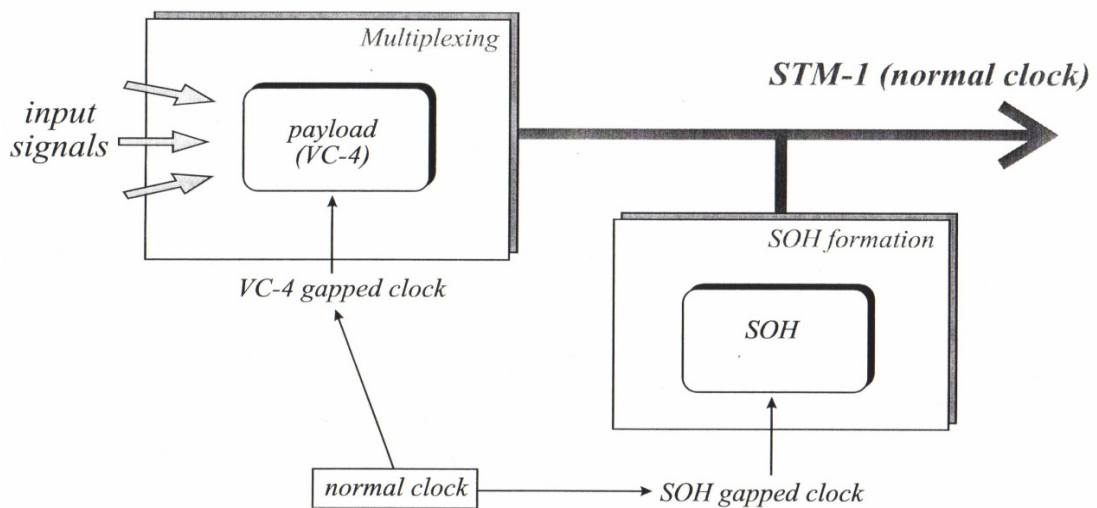 Multiplexing
STM-1 (normal clock)
input
signals
payload
(VC-4)
SOH formation
VC-4 gapped clock
SOH
normal clock
SOH gapped clock